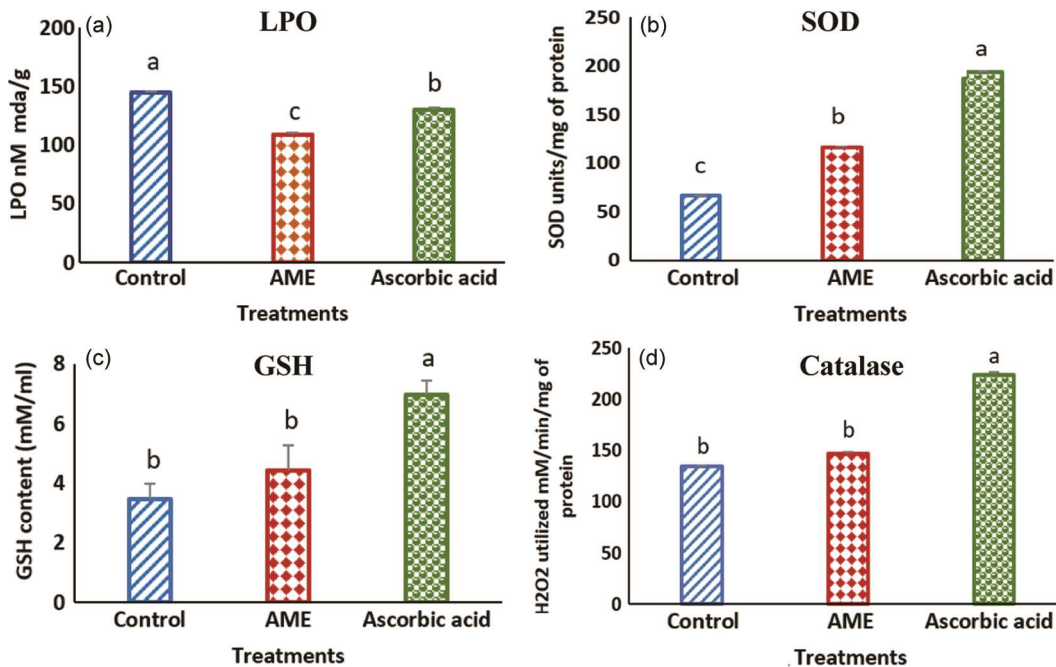 (a) LPO
LPO nM mda/g
200
150
100
50
0
a
c
b
Control AME Ascorbic acid
Treatments
(b) SOD
SOD units/mg of protein
250
200
150
100
50
0
c
b
a
Control AME Ascorbic acid
Treatments
(c) GSH
GSH content (mM/ml)
8
6
4
2
0
b
b
a
Control AME Ascorbic acid
Treatments
(d) Catalase
H2O2 utilized mM/min/mg of
protein
250
200
150
100
50
0
b
b
a
Control AME Ascorbic acid
Treatments